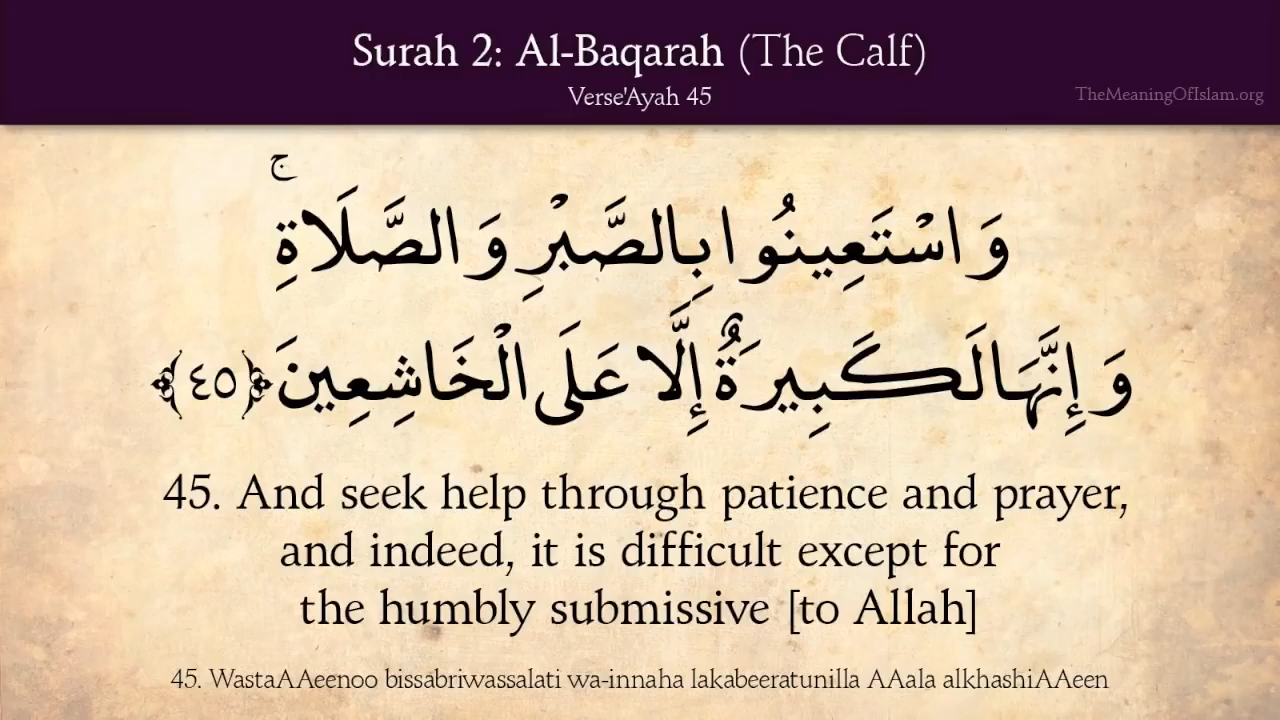 Surah 2: Al-Baqarah (The Calf)
Verse'Ayah 45
TheMeaningOfIslam.org
وَاسْتَعِينُوا بِالصَّبْرِ وَالصَّلَاةِ ۚ
وَإِنَّهَا لَكَبِيرَةٌ إِلَّا عَلَى الْخَاشِعِينَ ﴿٤٥﴾
45. And seek help through patience and prayer,
and indeed, it is difficult except for
the humbly submissive [to Allah]
45. WastaAAeenoo bissabriwassalati wa-innaha lakabeeratunilla AAala alkhashiAAeen